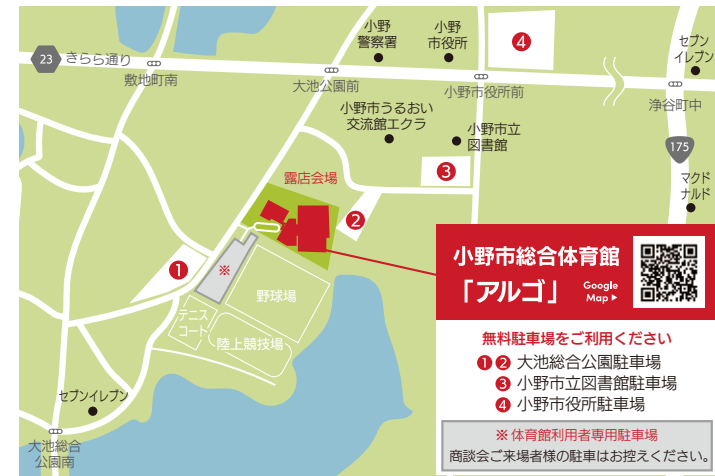 小野
警察署
小野
市役所
4
セブン
イレブン
23
きらら通り
敷地町南
大池公園前
小野市役所前
浄谷町中
小野市うるおい
交流館エクラ
小野市立
図書館
175
3
マクド
ナルド
露店会場
2
1
※
野球場
テニス
コート
陸上競技場
セブンイレブン
大池総合
公園南
小野市総合体育館
「アルゴ」
Google
Map▶
無料駐車場をご利用ください
1 2 大池総合公園駐車場
3 小野市立図書館駐車場
4 小野市役所駐車場
※体育館利用者専用駐車場
商談会ご来場者様の駐車はお控えください。